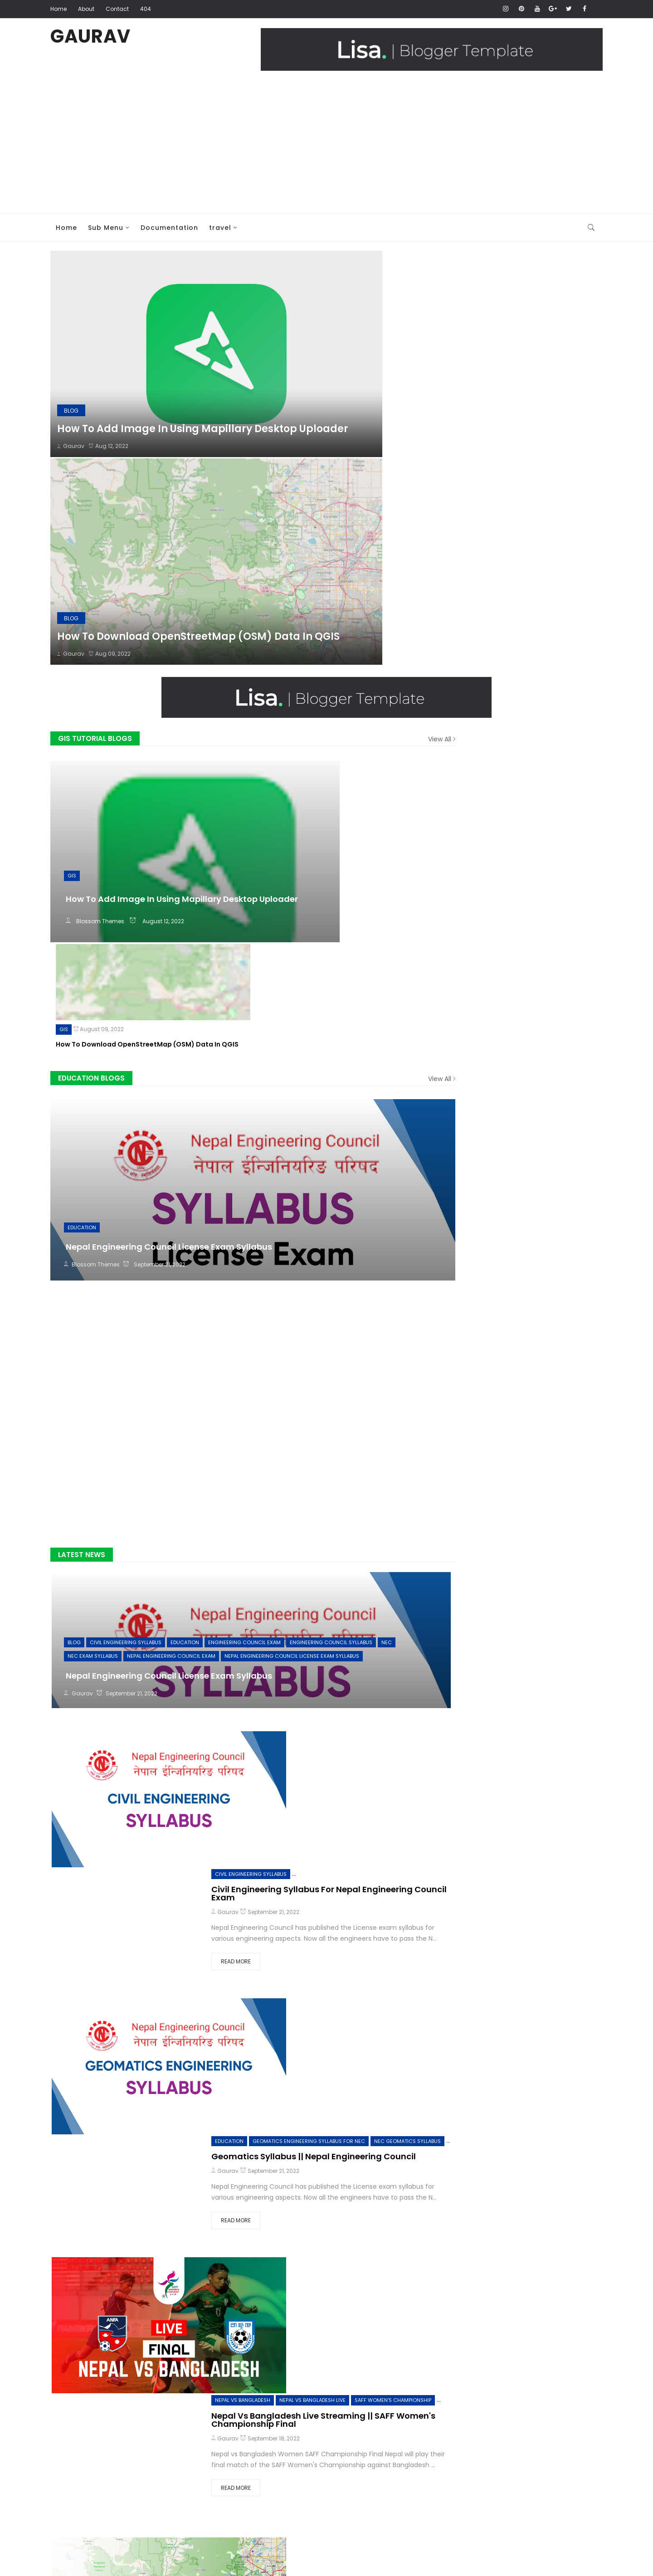 Home About Contact 404
GAURAV
Lisa. | Blogger Template
Home Sub Menu Documentation travel
BLOG
How To Add Image In Using Mapillary Desktop Uploader
Gaurav Aug 12, 2022
BLOG
How To Download OpenStreetMap (OSM) Data In QGIS
Gaurav Aug 09, 2022
Lisa. | Blogger Template
GIS TUTORIAL BLOGS
View All
GIS
How To Add Image In Using Mapillary Desktop Uploader
Blossom Themes August 12, 2022
GIS August 09, 2022
How To Download OpenStreetMap (OSM) Data In QGIS
EDUCATION BLOGS
View All
Nepal Engineering Council
नेपाल ईन्जिनियरिङ परिषद
SYLLABUS
License Exam
EDUCATION
Nepal Engineering Council License Exam Syllabus
Blossom Themes September 21, 2022
LATEST NEWS
BLOG CIVIL ENGINEERING SYLLABUS EDUCATION ENGINEERING COUNCIL EXAM ENGINEERING COUNCIL SYLLABUS NEC
NEC EXAM SYLLABUS NEPAL ENGINEERING COUNCIL EXAM NEPAL ENGINEERING COUNCIL LICENSE EXAM SYLLABUS
SYLLABUS
Nepal Engineering Council License Exam Syllabus
Gaurav September 21, 2022
Nepal Engineering Council
नेपाल ईन्जिनियरिङ परिषद
CIVIL ENGINEERING
SYLLABUS
CIVIL ENGINEERING SYLLABUS ...
Civil Engineering Syllabus For Nepal Engineering Council
Exam
Gaurav September 21, 2022
Nepal Engineering Council has published the License exam syllabus for
various engineering aspects. Now all the engineers have to pass the N...
READ MORE
Nepal Engineering Council
नेपाल ईन्जिनियरिङ परिषद
GEOMATICS ENGINEERING
SYLLABUS
EDUCATION GEOMATICS ENGINEERING SYLLABUS FOR NEC NEC GEOMATICS SYLLABUS ...
Geomatics Syllabus || Nepal Engineering Council
Gaurav September 21, 2022
Nepal Engineering Council has published the License exam syllabus for
various engineering aspects. Now all the engineers have to pass the N...
READ MORE
ANFA
LIVE
FINAL
NEPAL VS BANGLADESH
NEPAL VS BANGLADESH NEPAL VS BANGLADESH LIVE SAFF WOMEN'S CHAMPIONSHIP ...
Nepal Vs Bangladesh Live Streaming || SAFF Women's
Championship Final
Gaurav September 18, 2022
Nepal vs Bangladesh Women SAFF Championship Final Nepal will play their
final match of the SAFF Women's Championship against Bangladesh ...
READ MORE